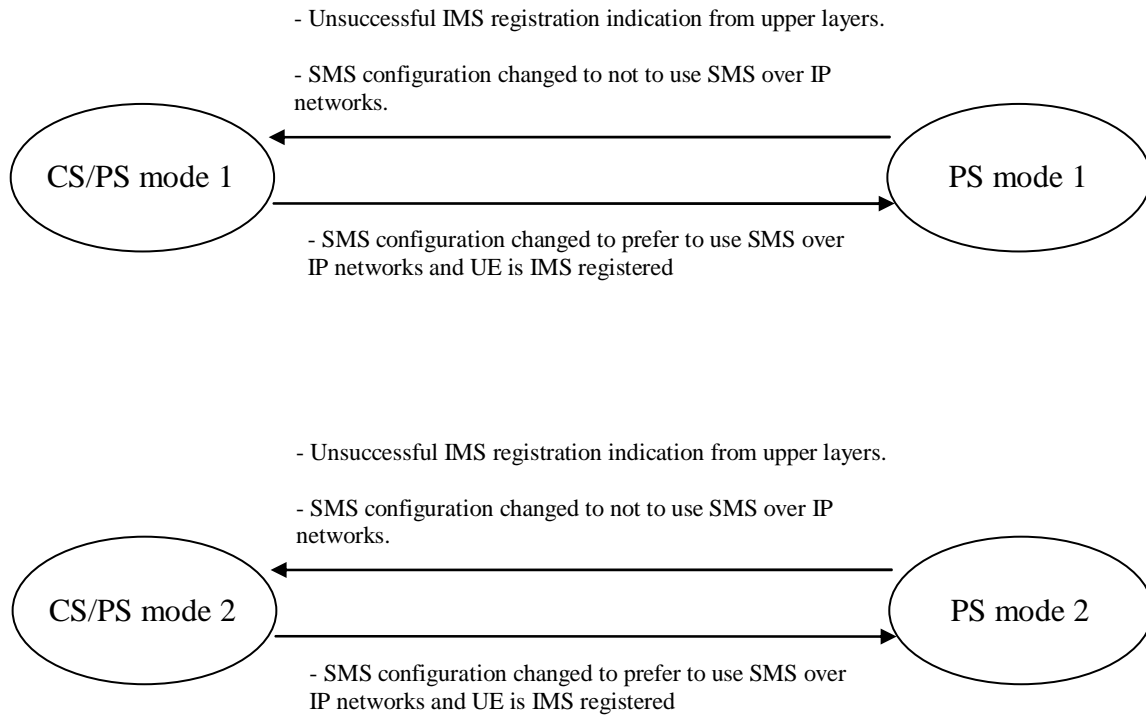 - Unsuccessful IMS registration indication from upper layers.
- SMS configuration changed to not to use SMS over IP
networks.
CS/PS mode 1
PS mode 1
- SMS configuration changed to prefer to use SMS over
IP networks and UE is IMS registered
- Unsuccessful IMS registration indication from upper layers.
- SMS configuration changed to not to use SMS over IP
networks.
CS/PS mode 2
PS mode 2
- SMS configuration changed to prefer to use SMS over
IP networks and UE is IMS registered